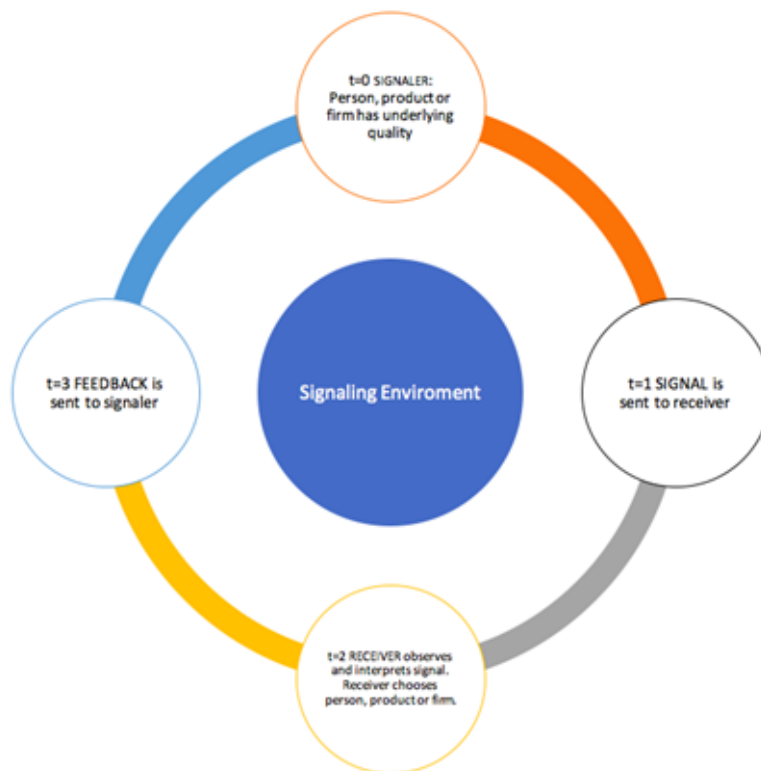 t=0 SIGNALER:
Person, product or
firm has underlying
quality
t=3 FEEDBACK is
sent to signaler
Signaling Enviroment
t=1 SIGNAL is
sent to receiver
t=2 RECEIVER observes
and interprets signal.
Receiver chooses
person, product or firm.